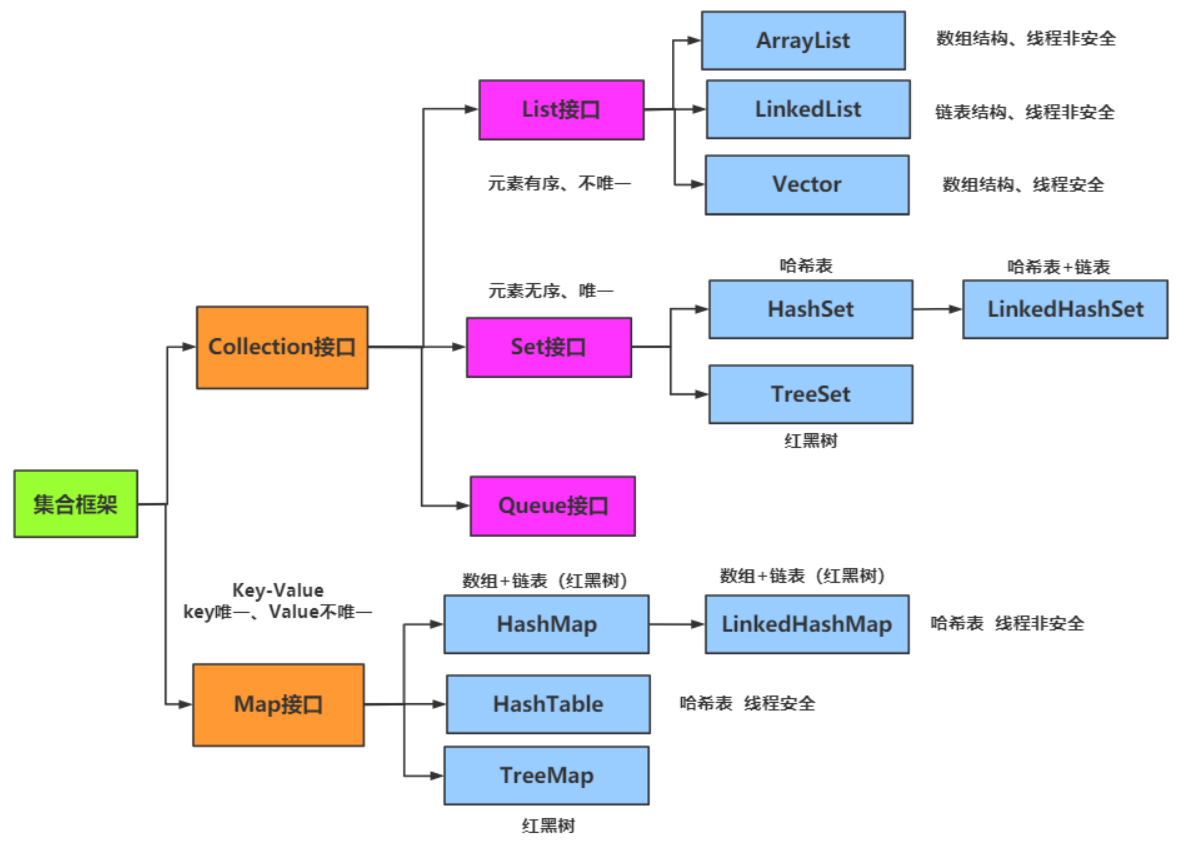 ArrayList
数组结构、线程非安全
List接口
LinkedList
链表结构、线程非安全
元素有序、不唯一
Vector
数组结构、线程安全
哈希表
哈希表+链表
元素无序、唯一
HashSet
LinkedHashSet
Collection接口
Set接口
TreeSet
红黑树
集合框架
Queue接口
Key-Value
key唯一、Value不唯一
数组+链表（红黑树）
数组+链表（红黑树）
HashMap
LinkedHashMap
哈希表 线程非安全
Map接口
HashTable
哈希表 线程安全
TreeMap
红黑树